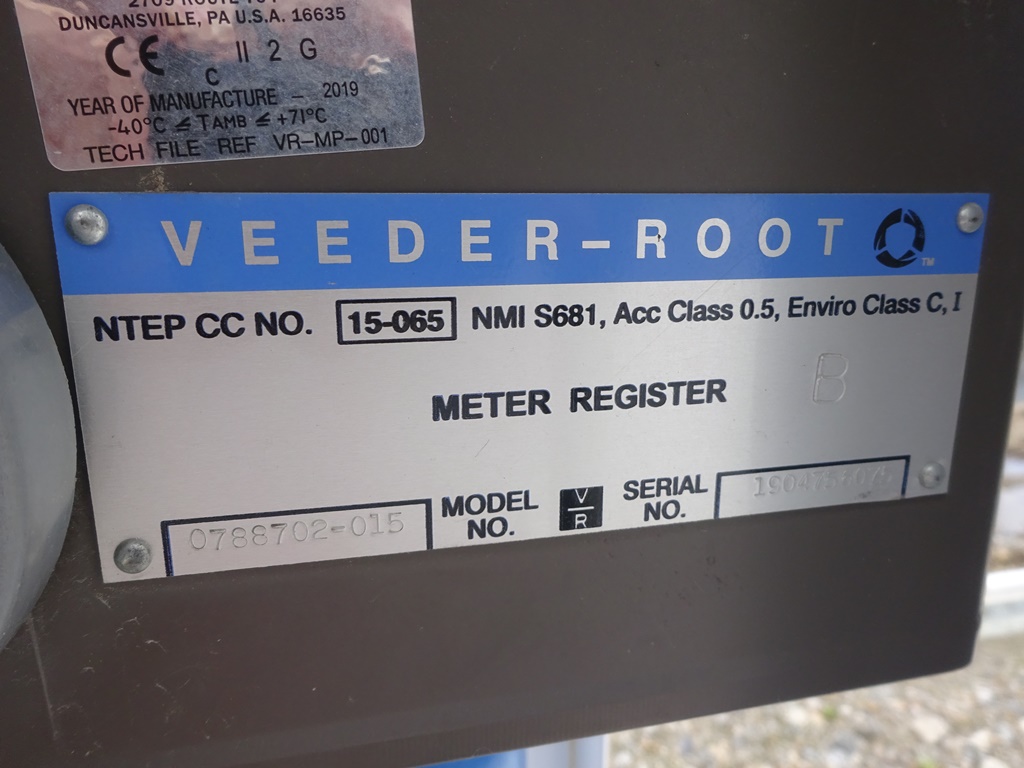 DUNCANSVILLE, PA U.S.A. 16635
CE II 2 G
C
YEAR OF MANUFACTURE - 2019
-40°C ≤ TAMB ≤ +71°C
TECH FILE REF VR-MP-001
VEEDER-ROOT TM
NTEP CC NO. 15-065 NMI S681, Acc Class 0.5, Enviro Class C, I
METER REGISTER B
0788702-015 MODEL NO. V/R SERIAL NO.